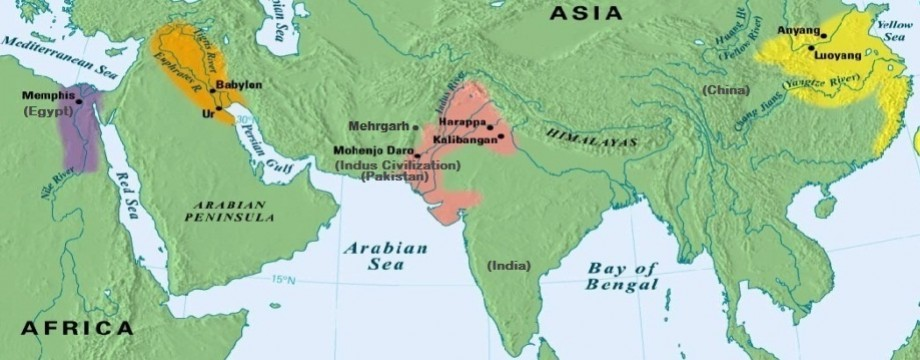 ASIA
Caspian Sea
Mediterranean Sea
Tigris River
Euphrates R.
Babylon
Ur
30°N
Memphis
(Egypt)
Nile River
Red Sea
Persian Gulf
ARABIAN
PENINSULA
AFRICA
15°N
Arabian
Sea
Indus River
Mehrgarh
Harappa
Kalibangan
Mohenjo Daro
(Indus Civilization)
(Pakistan)
HIMALAYAS
(India)
Bay of
Bengal
(China)
Huang He
(Yellow River)
Chang Jiang (Yangtze River)
Anyang
Luoyang
Yellow
Sea